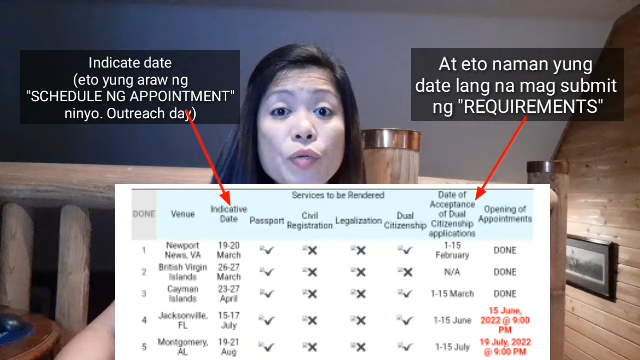 Indicate date
(eto yung araw ng
"SCHEDULE NG APPOINTMENT"
ninyo. Outreach day)
At eto naman yung
date lang na mag submit
ng "REQUIREMENTS"
DONE
Venue
Indicative
Date
Services to be Rendered
Passport
Civil
Registration
Legalization
Dual
Citizenship
Date of
Acceptance
of Dual
Citizenship
applications
Opening of
Appointments
1
Newport
News, VA
19-20
March
1-15
February
DONE
2
British Virgin
Islands
26-27
March
N/A
DONE
3
Cayman
Islands
23-27
April
1-15 March
DONE
4
Jacksonville,
FL
15-17
July
1-15 June
15 June,
2022 @ 9:00
PM
5
Montgomery,
AL
19-21
Aug
1-15 July
19 July, 2022
@ 9:00 PM